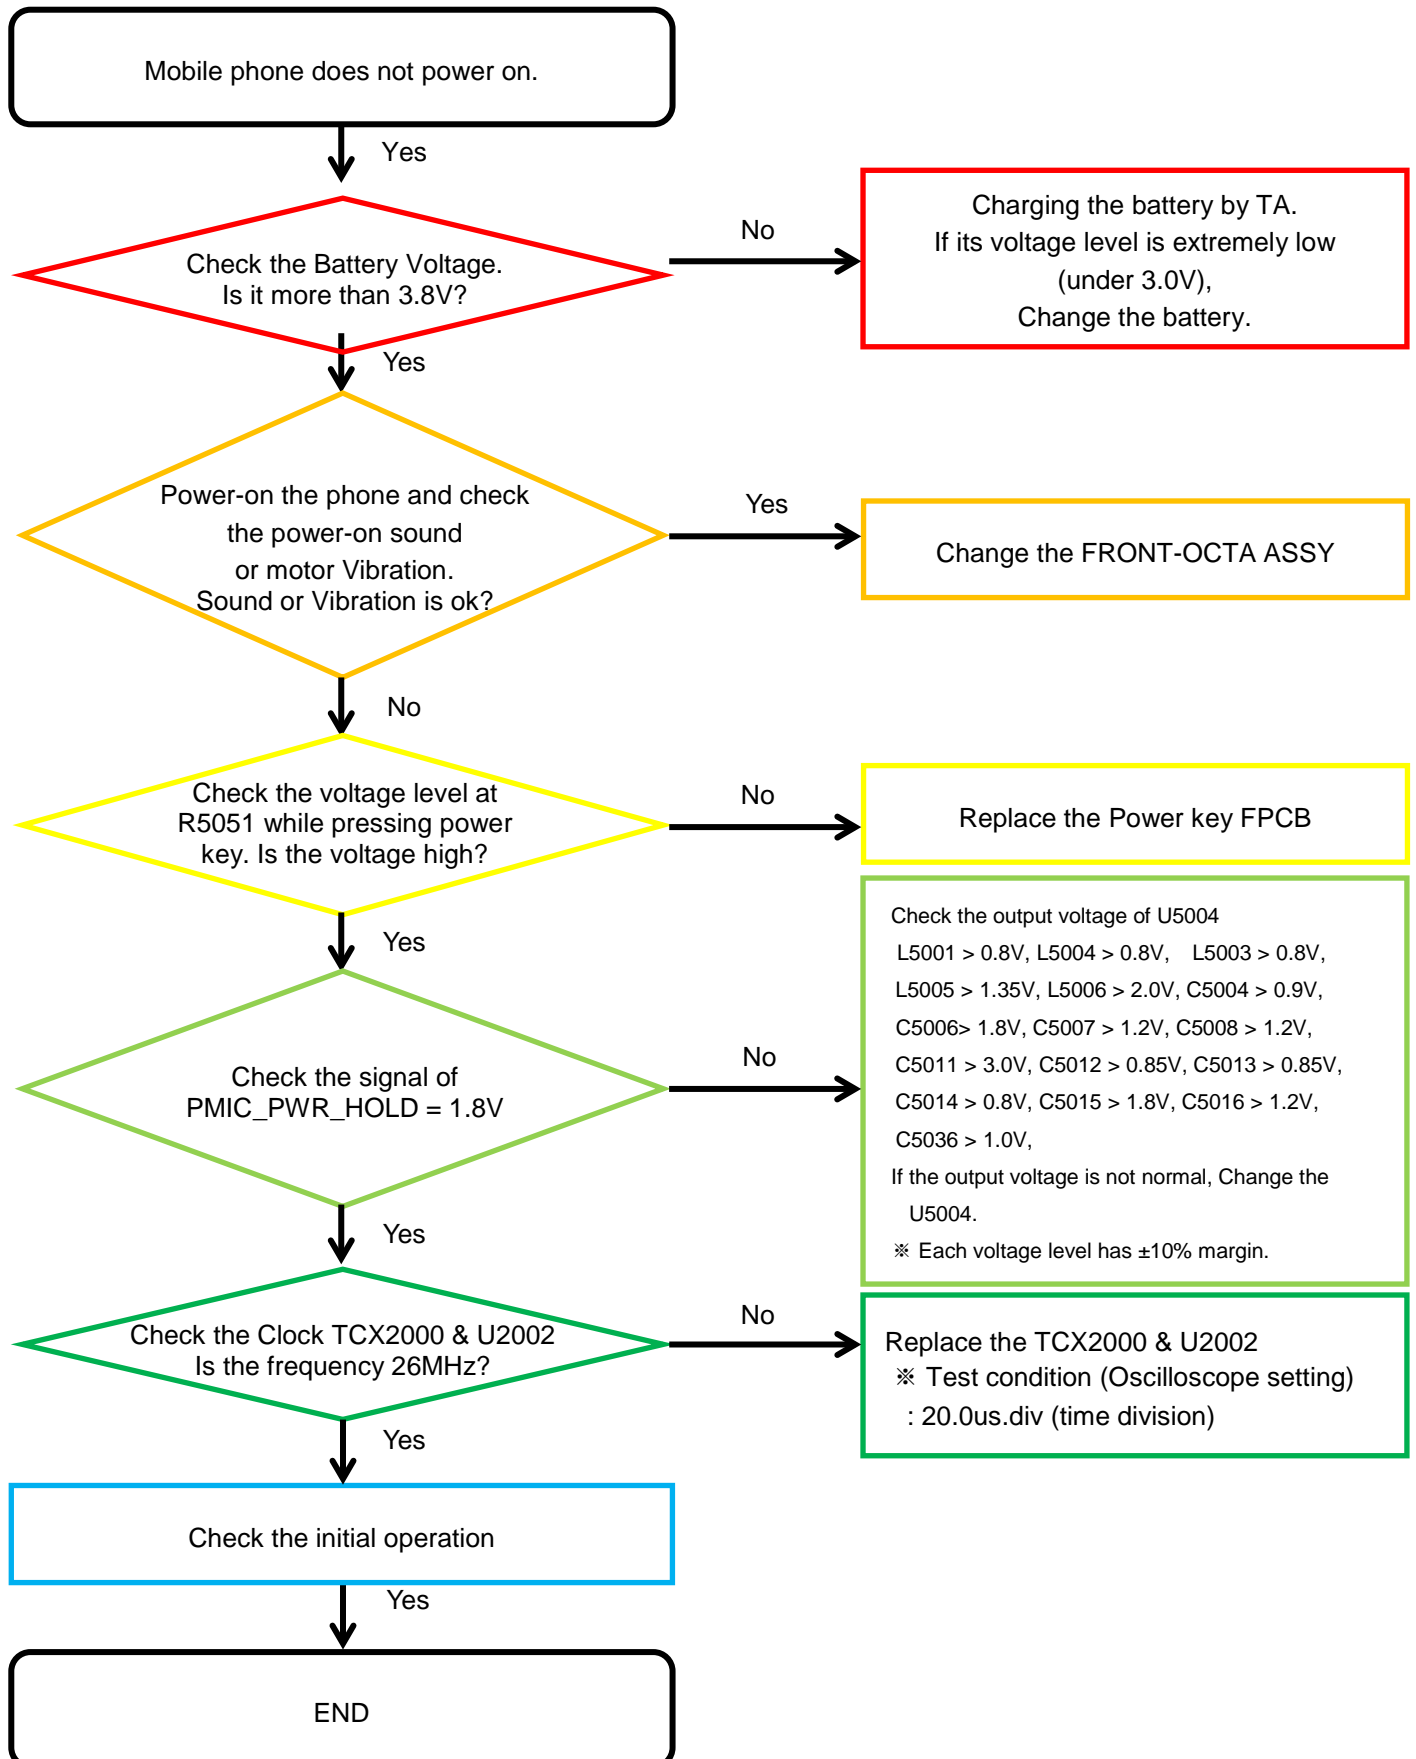 Mobile phone does not power on.
Yes
Check the Battery Voltage.
Is it more than 3.8V?
No
Charging the battery by TA.
If its voltage level is extremely low
(under 3.0V),
Change the battery.
Yes
Power-on the phone and check
the power-on sound
or motor Vibration.
Sound or Vibration is ok?
Yes
Change the FRONT-OCTA ASSY
No
Check the voltage level at
R5051 while pressing power
key. Is the voltage high?
No
Replace the Power key FPCB
Yes
Check the signal of
PMIC_PWR_HOLD = 1.8V
No
Check the output voltage of U5004
L5001 > 0.8V, L5004 > 0.8V, L5003 > 0.8V,
L5005 > 1.35V, L5006 > 2.0V, C5004 > 0.9V,
C5006> 1.8V, C5007 > 1.2V, C5008 > 1.2V,
C5011 > 3.0V, C5012 > 0.85V, C5013 > 0.85V,
C5014 > 0.8V, C5015 > 1.8V, C5016 > 1.2V,
C5036 > 1.0V,
If the output voltage is not normal, Change the
U5004.
※ Each voltage level has ±10% margin.
Yes
Check the Clock TCX2000 & U2002
Is the frequency 26MHz?
No
Replace the TCX2000 & U2002
※ Test condition (Oscilloscope setting)
: 20.0us.div (time division)
Yes
Check the initial operation
Yes
END